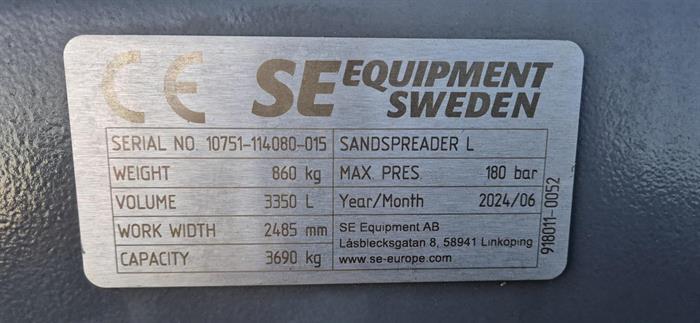 CE SE EQUIPMENT
SWEDEN
SERIAL NO. 10751-114080-015 SANDSPREADER L
WEIGHT 860 kg MAX. PRES. 180 bar
VOLUME 3350 L Year/Month 2024/06
WORK WIDTH 2485 mm SE Equipment AB
Låsblecksgatan 8, 58941 Linköping
CAPACITY 3690 kg www.se-europe.com
918011-0052